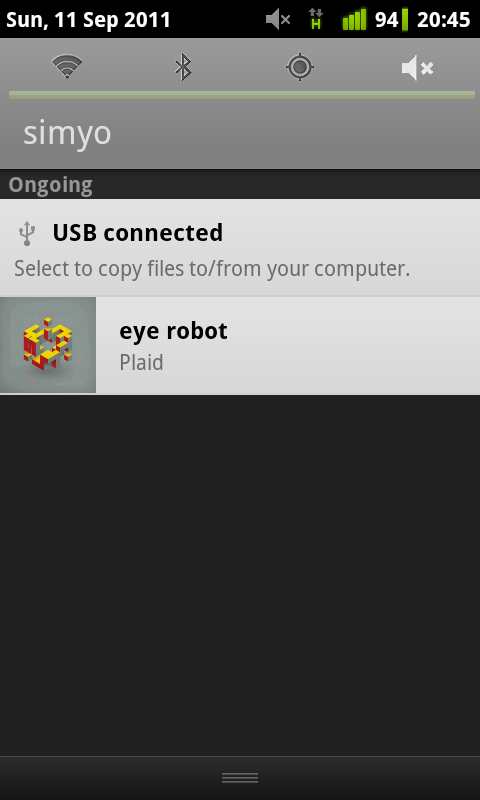 Sun, 11 Sep 2011 H 94 20:45
simyo
Ongoing
USB connected
Select to copy files to/from your computer.
eye robot
Plaid